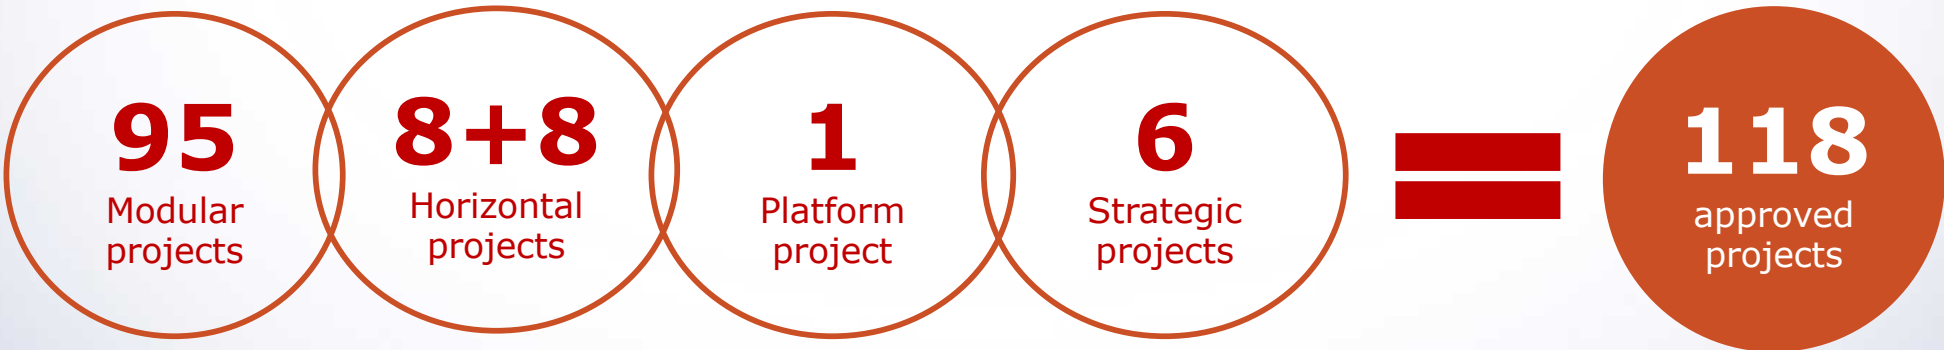 95
Modular
projects
8+8
Horizontal
projects
1
Platform
project
6
Strategic
projects
118
approved
projects